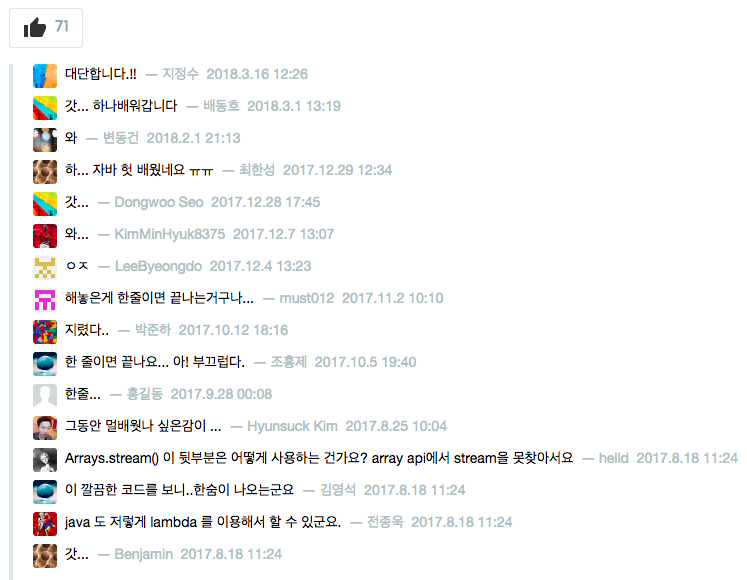 71
대단합니다.!! — 지정수 2018.3.16 12:26
갓... 하나배워갑니다 — 배동호 2018.3.1 13:19
와 — 변동건 2018.2.1 21:13
하... 자바 헛 배웠네요 ㅠㅠ — 최한성 2017.12.29 12:34
갓... — Dongwoo Seo 2017.12.28 17:45
와... — KimMinHyuk8375 2017.12.7 13:07
ㅇㅈ — LeeByeongdo 2017.12.4 13:23
해놓은게 한줄이면 끝나는거구나... — must012 2017.11.2 10:10
지렸다.. — 박준하 2017.10.12 18:16
한 줄이면 끝나요... 아! 부끄럽다. — 조홍제 2017.10.5 19:40
한줄... — 홍길동 2017.9.28 00:08
그동안 멀배웟나 싶은감이 ... — Hyunsuck Kim 2017.8.25 10:04
Arrays.stream() 이 뒷부분은 어떻게 사용하는 건가요? array api에서 stream을 못찾아서요 — helld 2017.8.18 11:24
이 깔끔한 코드를 보니..한숨이 나오는군요 — 김영석 2017.8.18 11:24
java 도 저렇게 lambda 를 이용해서 할 수 있군요. — 전종욱 2017.8.18 11:24
갓... — Benjamin 2017.8.18 11:24